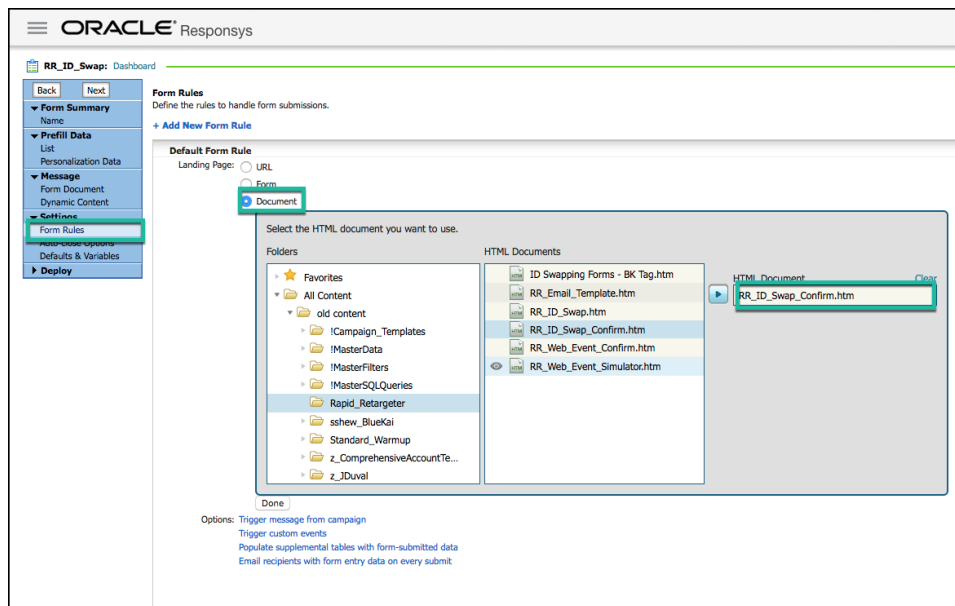 ORACLE Responsys
RR_ID_Swap: Dashboard
Back Next
Form Summary
Name
Prefill Data
List
Personalization Data
Message
Form Document
Dynamic Content
Settings
Form Rules
Auto-close Options
Defaults & Variables
Deploy
Form Rules
Define the rules to handle form submissions.
+ Add New Form Rule
Default Form Rule
Landing Page: URL
Form
Document
Select the HTML document you want to use.
Folders
Favorites
All Content
old content
!Campaign_Templates
!MasterData
!MasterFilters
!MasterSQLQueries
Rapid_Retargeter
sshew_BlueKai
Standard_Warmup
z_ComprehensiveAccountTe...
z_JDuval
HTML Documents
ID Swapping Forms - BK Tag.htm
RR_Email_Template.htm
RR_ID_Swap.htm
RR_ID_Swap_Confirm.htm
RR_Web_Event_Confirm.htm
RR_Web_Event_Simulator.htm
HTML Document Clear
RR_ID_Swap_Confirm.htm
Done
Options: Trigger message from campaign
Trigger custom events
Populate supplemental tables with form-submitted data
Email recipients with form entry data on every submit